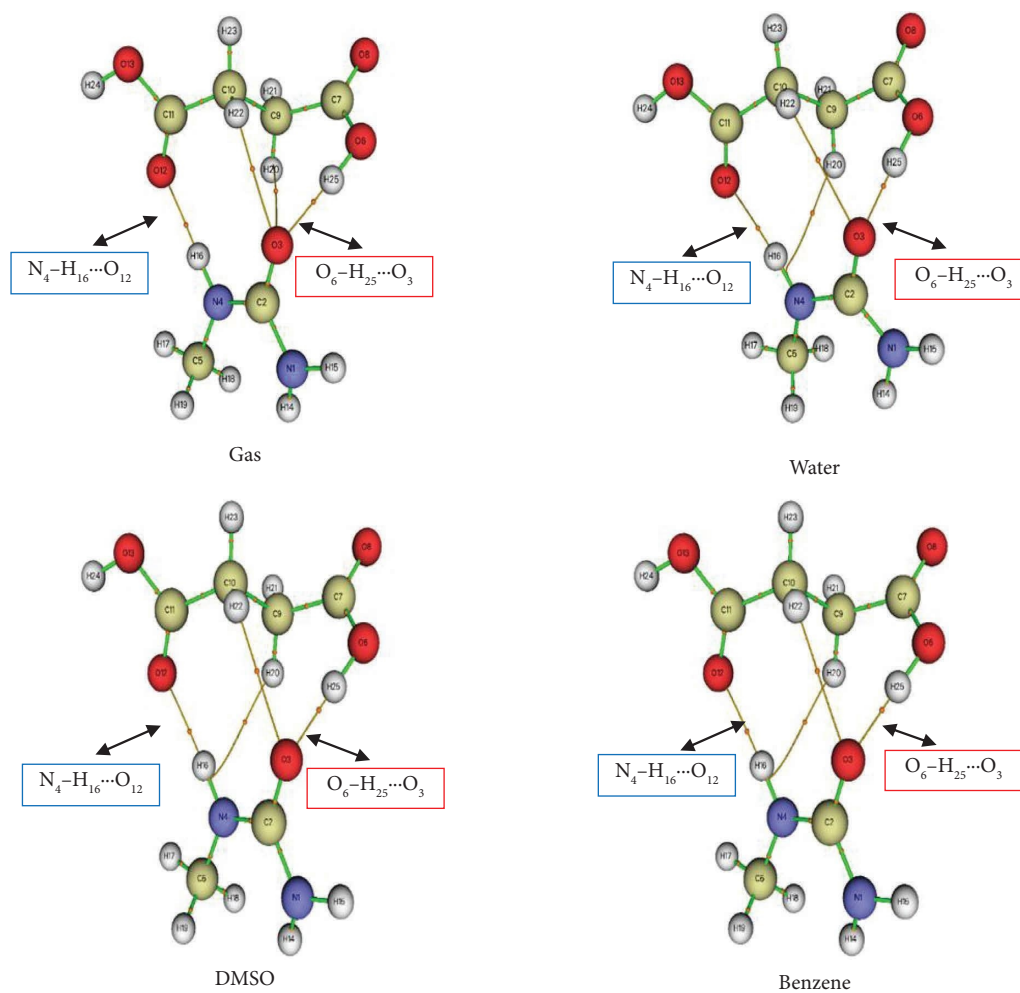 H23
O13
O8
H24
C10
H21
C7
H22
C9
C11
O6
O12
H20
H25
O3
H16
N₄–H₁₆···O₁₂
O₆–H₂₅···O₃
N4
C2
H17
C5
H18
N1
H15
H19
H14
Gas
H23
O8
O13
C10
H21
C7
H24
H22
C9
C11
O6
O12
H20
H25
O3
H16
N₄–H₁₆···O₁₂
O₆–H₂₅···O₃
N4
C2
H17
C5
H18
N1
H15
H14
H19
Water
H23
O13
O8
H24
C10
H21
C7
H22
C9
C11
O6
O12
H20
H25
O3
H16
N₄–H₁₆···O₁₂
O₆–H₂₅···O₃
N4
C2
H17
C5
H18
N1
H15
H19
H14
DMSO
H23
O13
O8
H24
C10
H21
C7
H22
C9
C11
O6
O12
H20
H25
O3
H16
N₄–H₁₆···O₁₂
O₆–H₂₅···O₃
N4
C2
H17
C5
H18
N1
H15
H19
H14
Benzene